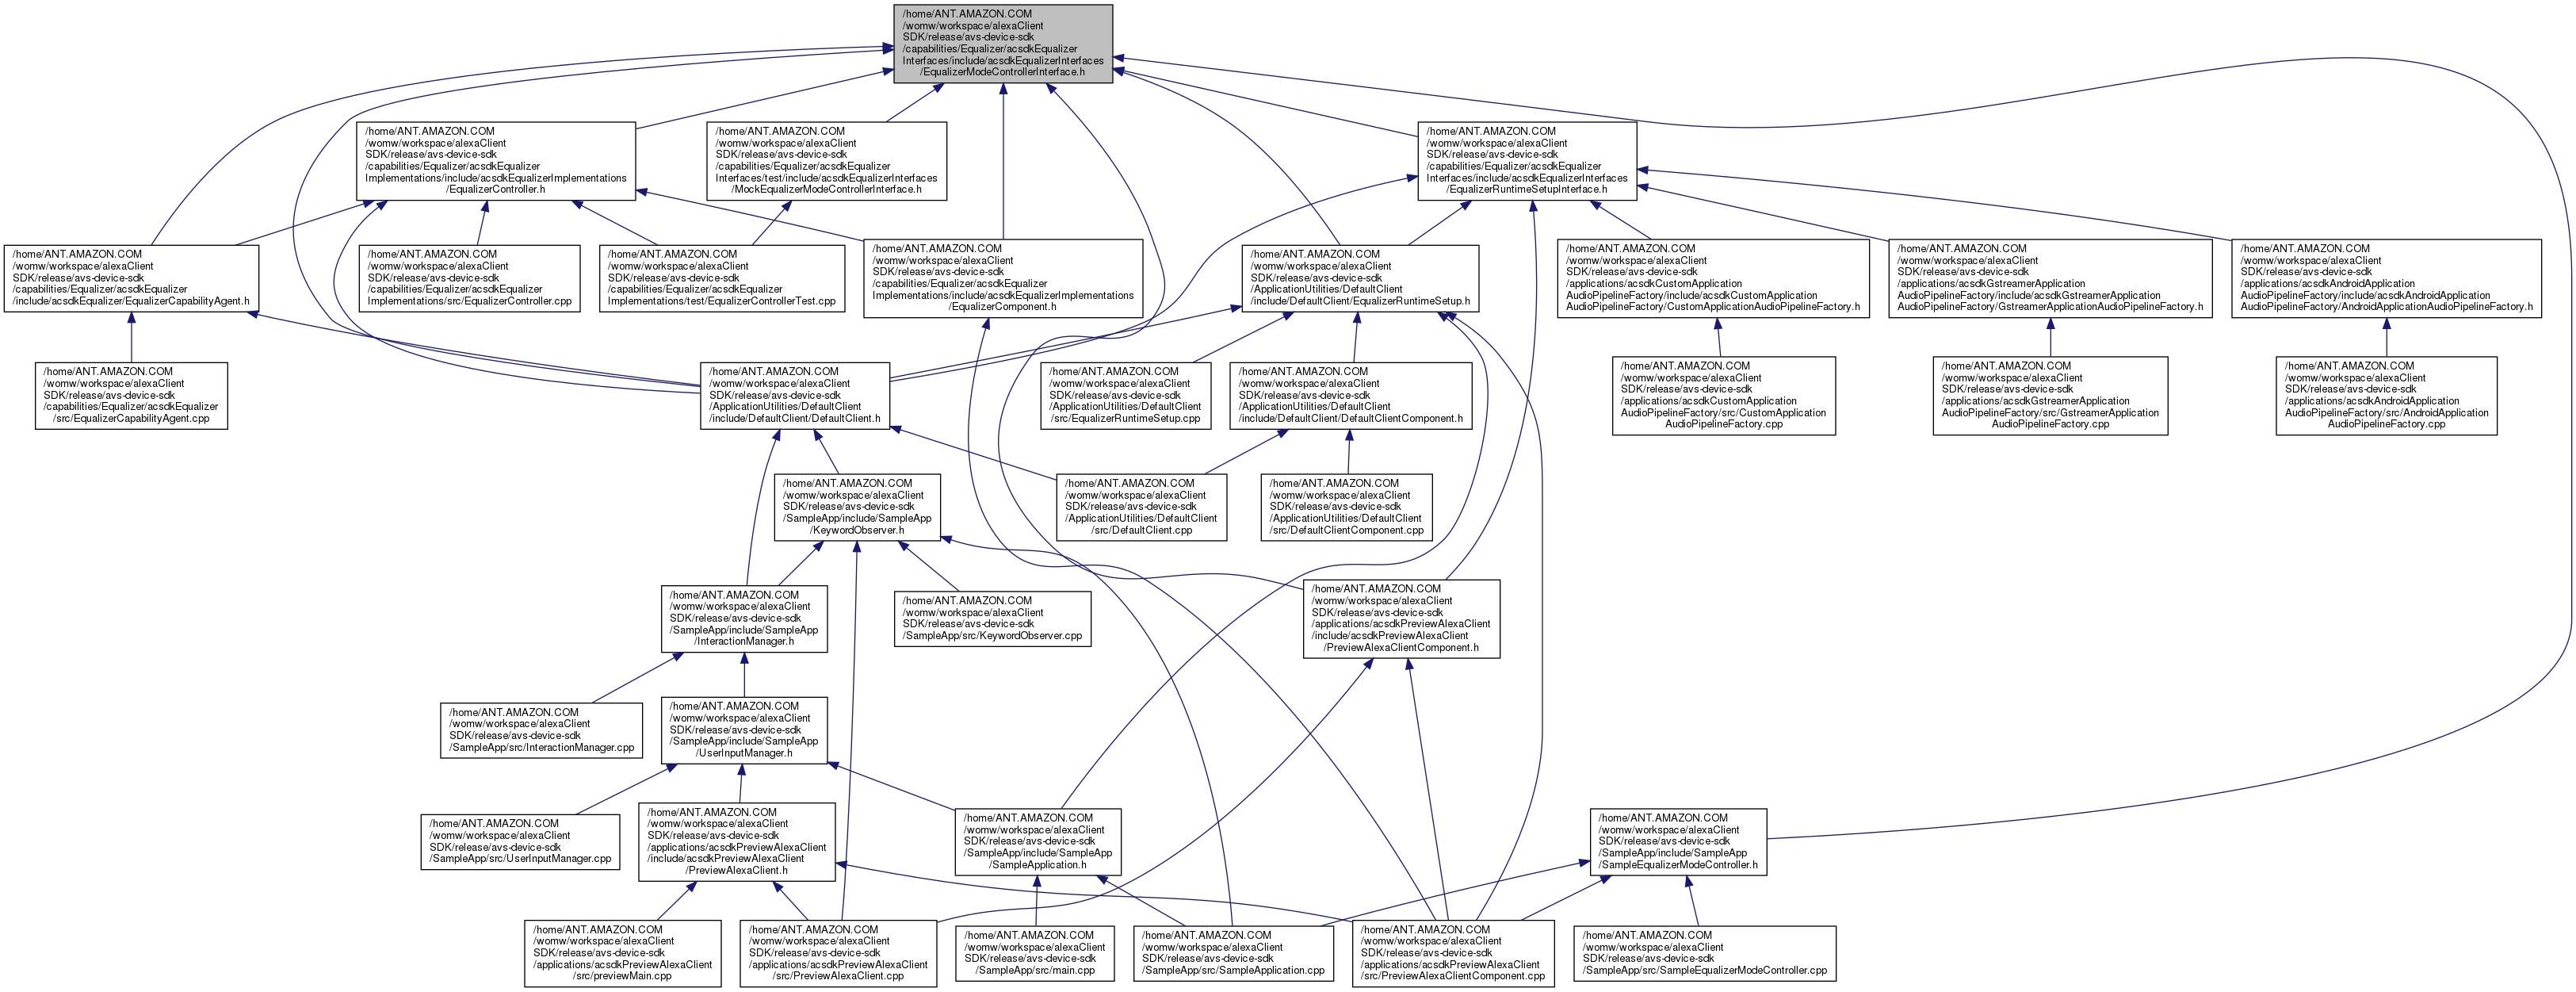 /home/ANT.AMAZON.COM
/womw/workspace/alexaClient
SDK/release/avs-device-sdk
/capabilities/Equalizer/acsdkEqualizer
Interfaces/include/acsdkEqualizerInterfaces
/EqualizerModeControllerInterface.h
/home/ANT.AMAZON.COM
/womw/workspace/alexaClient
SDK/release/avs-device-sdk
/capabilities/Equalizer/acsdkEqualizer
Implementations/include/acsdkEqualizerImplementations
/EqualizerController.h
/home/ANT.AMAZON.COM
/womw/workspace/alexaClient
SDK/release/avs-device-sdk
/capabilities/Equalizer/acsdkEqualizer
Interfaces/test/include/acsdkEqualizerInterfaces
/MockEqualizerModeControllerInterface.h
/home/ANT.AMAZON.COM
/womw/workspace/alexaClient
SDK/release/avs-device-sdk
/capabilities/Equalizer/acsdkEqualizer
Interfaces/include/acsdkEqualizerInterfaces
/EqualizerRuntimeSetupInterface.h
/home/ANT.AMAZON.COM
/womw/workspace/alexaClient
SDK/release/avs-device-sdk
/capabilities/Equalizer/acsdkEqualizer
/include/acsdkEqualizer/EqualizerCapabilityAgent.h
/home/ANT.AMAZON.COM
/womw/workspace/alexaClient
SDK/release/avs-device-sdk
/capabilities/Equalizer/acsdkEqualizer
Implementations/src/EqualizerController.cpp
/home/ANT.AMAZON.COM
/womw/workspace/alexaClient
SDK/release/avs-device-sdk
/capabilities/Equalizer/acsdkEqualizer
Implementations/test/EqualizerControllerTest.cpp
/home/ANT.AMAZON.COM
/womw/workspace/alexaClient
SDK/release/avs-device-sdk
/capabilities/Equalizer/acsdkEqualizer
Implementations/include/acsdkEqualizerImplementations
/EqualizerComponent.h
/home/ANT.AMAZON.COM
/womw/workspace/alexaClient
SDK/release/avs-device-sdk
/ApplicationUtilities/DefaultClient
/include/DefaultClient/EqualizerRuntimeSetup.h
/home/ANT.AMAZON.COM
/womw/workspace/alexaClient
SDK/release/avs-device-sdk
/applications/acsdkCustomApplication
AudioPipelineFactory/include/acsdkCustomApplication
AudioPipelineFactory/CustomApplicationAudioPipelineFactory.h
/home/ANT.AMAZON.COM
/womw/workspace/alexaClient
SDK/release/avs-device-sdk
/applications/acsdkGstreamerApplication
AudioPipelineFactory/include/acsdkGstreamerApplication
AudioPipelineFactory/GstreamerApplicationAudioPipelineFactory.h
/home/ANT.AMAZON.COM
/womw/workspace/alexaClient
SDK/release/avs-device-sdk
/applications/acsdkAndroidApplication
AudioPipelineFactory/include/acsdkAndroidApplication
AudioPipelineFactory/AndroidApplicationAudioPipelineFactory.h
/home/ANT.AMAZON.COM
/womw/workspace/alexaClient
SDK/release/avs-device-sdk
/capabilities/Equalizer/acsdkEqualizer
/src/EqualizerCapabilityAgent.cpp
/home/ANT.AMAZON.COM
/womw/workspace/alexaClient
SDK/release/avs-device-sdk
/ApplicationUtilities/DefaultClient
/include/DefaultClient/DefaultClient.h
/home/ANT.AMAZON.COM
/womw/workspace/alexaClient
SDK/release/avs-device-sdk
/ApplicationUtilities/DefaultClient
/src/EqualizerRuntimeSetup.cpp
/home/ANT.AMAZON.COM
/womw/workspace/alexaClient
SDK/release/avs-device-sdk
/ApplicationUtilities/DefaultClient
/include/DefaultClient/DefaultClientComponent.h
/home/ANT.AMAZON.COM
/womw/workspace/alexaClient
SDK/release/avs-device-sdk
/applications/acsdkCustomApplication
AudioPipelineFactory/src/CustomApplication
AudioPipelineFactory.cpp
/home/ANT.AMAZON.COM
/womw/workspace/alexaClient
SDK/release/avs-device-sdk
/applications/acsdkGstreamerApplication
AudioPipelineFactory/src/GstreamerApplication
AudioPipelineFactory.cpp
/home/ANT.AMAZON.COM
/womw/workspace/alexaClient
SDK/release/avs-device-sdk
/applications/acsdkAndroidApplication
AudioPipelineFactory/src/AndroidApplication
AudioPipelineFactory.cpp
/home/ANT.AMAZON.COM
/womw/workspace/alexaClient
SDK/release/avs-device-sdk
/SampleApp/include/SampleApp
/KeywordObserver.h
/home/ANT.AMAZON.COM
/womw/workspace/alexaClient
SDK/release/avs-device-sdk
/ApplicationUtilities/DefaultClient
/src/DefaultClient.cpp
/home/ANT.AMAZON.COM
/womw/workspace/alexaClient
SDK/release/avs-device-sdk
/ApplicationUtilities/DefaultClient
/src/DefaultClientComponent.cpp
/home/ANT.AMAZON.COM
/womw/workspace/alexaClient
SDK/release/avs-device-sdk
/SampleApp/include/SampleApp
/InteractionManager.h
/home/ANT.AMAZON.COM
/womw/workspace/alexaClient
SDK/release/avs-device-sdk
/SampleApp/src/KeywordObserver.cpp
/home/ANT.AMAZON.COM
/womw/workspace/alexaClient
SDK/release/avs-device-sdk
/applications/acsdkPreviewAlexaClient
/include/acsdkPreviewAlexaClient
/PreviewAlexaClientComponent.h
/home/ANT.AMAZON.COM
/womw/workspace/alexaClient
SDK/release/avs-device-sdk
/SampleApp/src/InteractionManager.cpp
/home/ANT.AMAZON.COM
/womw/workspace/alexaClient
SDK/release/avs-device-sdk
/SampleApp/include/SampleApp
/UserInputManager.h
/home/ANT.AMAZON.COM
/womw/workspace/alexaClient
SDK/release/avs-device-sdk
/SampleApp/src/UserInputManager.cpp
/home/ANT.AMAZON.COM
/womw/workspace/alexaClient
SDK/release/avs-device-sdk
/applications/acsdkPreviewAlexaClient
/include/acsdkPreviewAlexaClient
/PreviewAlexaClient.h
/home/ANT.AMAZON.COM
/womw/workspace/alexaClient
SDK/release/avs-device-sdk
/SampleApp/include/SampleApp
/SampleApplication.h
/home/ANT.AMAZON.COM
/womw/workspace/alexaClient
SDK/release/avs-device-sdk
/SampleApp/include/SampleApp
/SampleEqualizerModeController.h
/home/ANT.AMAZON.COM
/womw/workspace/alexaClient
SDK/release/avs-device-sdk
/applications/acsdkPreviewAlexaClient
/src/previewMain.cpp
/home/ANT.AMAZON.COM
/womw/workspace/alexaClient
SDK/release/avs-device-sdk
/applications/acsdkPreviewAlexaClient
/src/PreviewAlexaClient.cpp
/home/ANT.AMAZON.COM
/womw/workspace/alexaClient
SDK/release/avs-device-sdk
/SampleApp/src/main.cpp
/home/ANT.AMAZON.COM
/womw/workspace/alexaClient
SDK/release/avs-device-sdk
/SampleApp/src/SampleApplication.cpp
/home/ANT.AMAZON.COM
/womw/workspace/alexaClient
SDK/release/avs-device-sdk
/applications/acsdkPreviewAlexaClient
/src/PreviewAlexaClientComponent.cpp
/home/ANT.AMAZON.COM
/womw/workspace/alexaClient
SDK/release/avs-device-sdk
/SampleApp/src/SampleEqualizerModeController.cpp